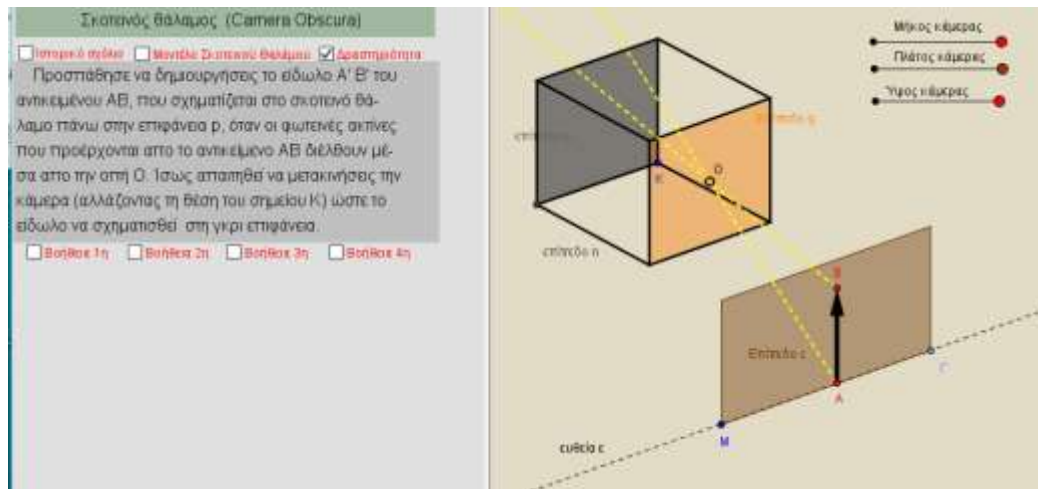 Σκοτεινός θάλαμος (Camera Obscura)
Ιστορικό σχόλιο Μοντέλο Σκοτεινού Θαλάμου Δραστηριότητα
Προσπάθησε να δημιουργήσεις το είδωλο Α' Β' του
αντικειμένου ΑΒ, που σχηματίζεται στο σκοτεινό θά-
λαμο πάνω στην επιφάνεια p, όταν οι φωτεινές ακτίνες
που προέρχονται απο το αντικείμενο ΑΒ διέλθουν μέ-
σα απο την οπή Ο. Ίσως απαιτηθεί να μετακινήσεις την
κάμερα (αλλάζοντας τη θέση του σημείου Κ) ώστε το
είδωλο να σχηματισθεί στη γκρι επιφάνεια.
Βοήθεια 1η Βοήθεια 2η Βοήθεια 3η Βοήθεια 4η
Μήκος κάμερας
Πλάτος κάμερας
Ύψος κάμερας
επίπεδο q
O
K
επίπεδο n
B
Επίπεδο ε
Γ
A
M
ευθεία ε